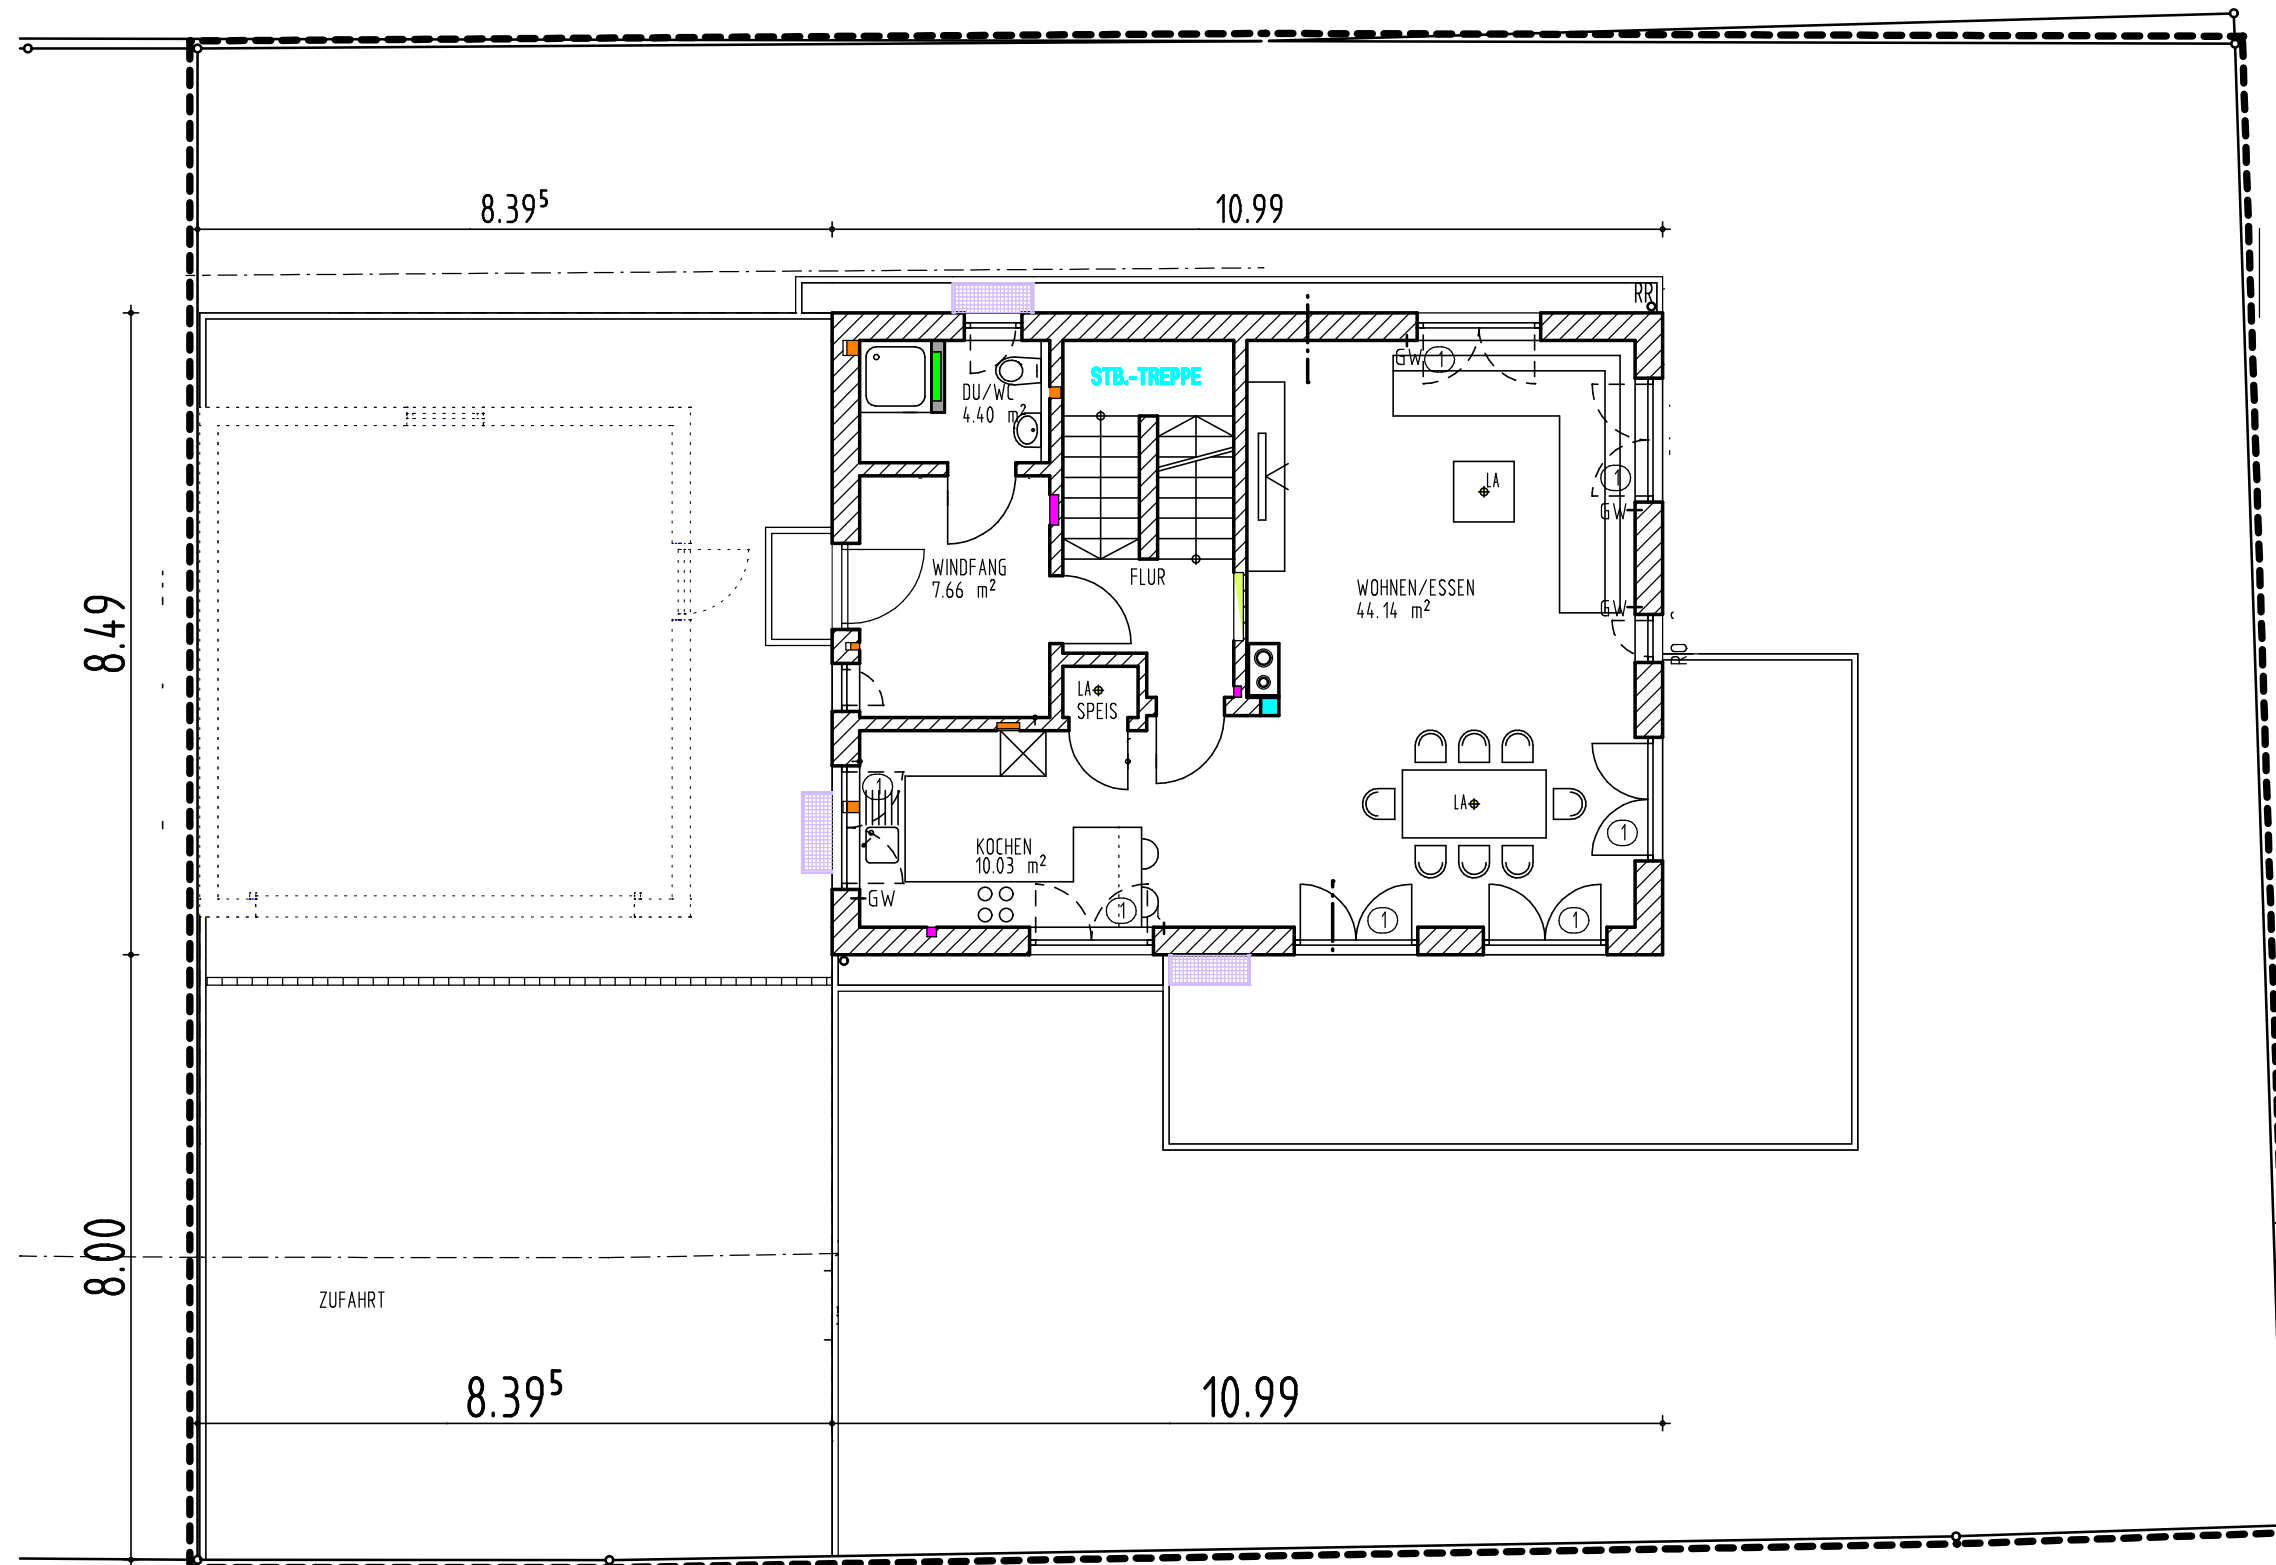 8.39⁵
10.99
RR
GW
1
STB.-TREPPE
DU/WC
4.40 m²
LA
1
GW
WINDFANG
7.66 m²
FLUR
WOHNEN/ESSEN
44.14 m²
GW
8.49
RO
LA
SPEIS
1
LA
1
KOCHEN
10.03 m²
GW
1
1
1
8.00
ZUFAHRT
8.39⁵
10.99